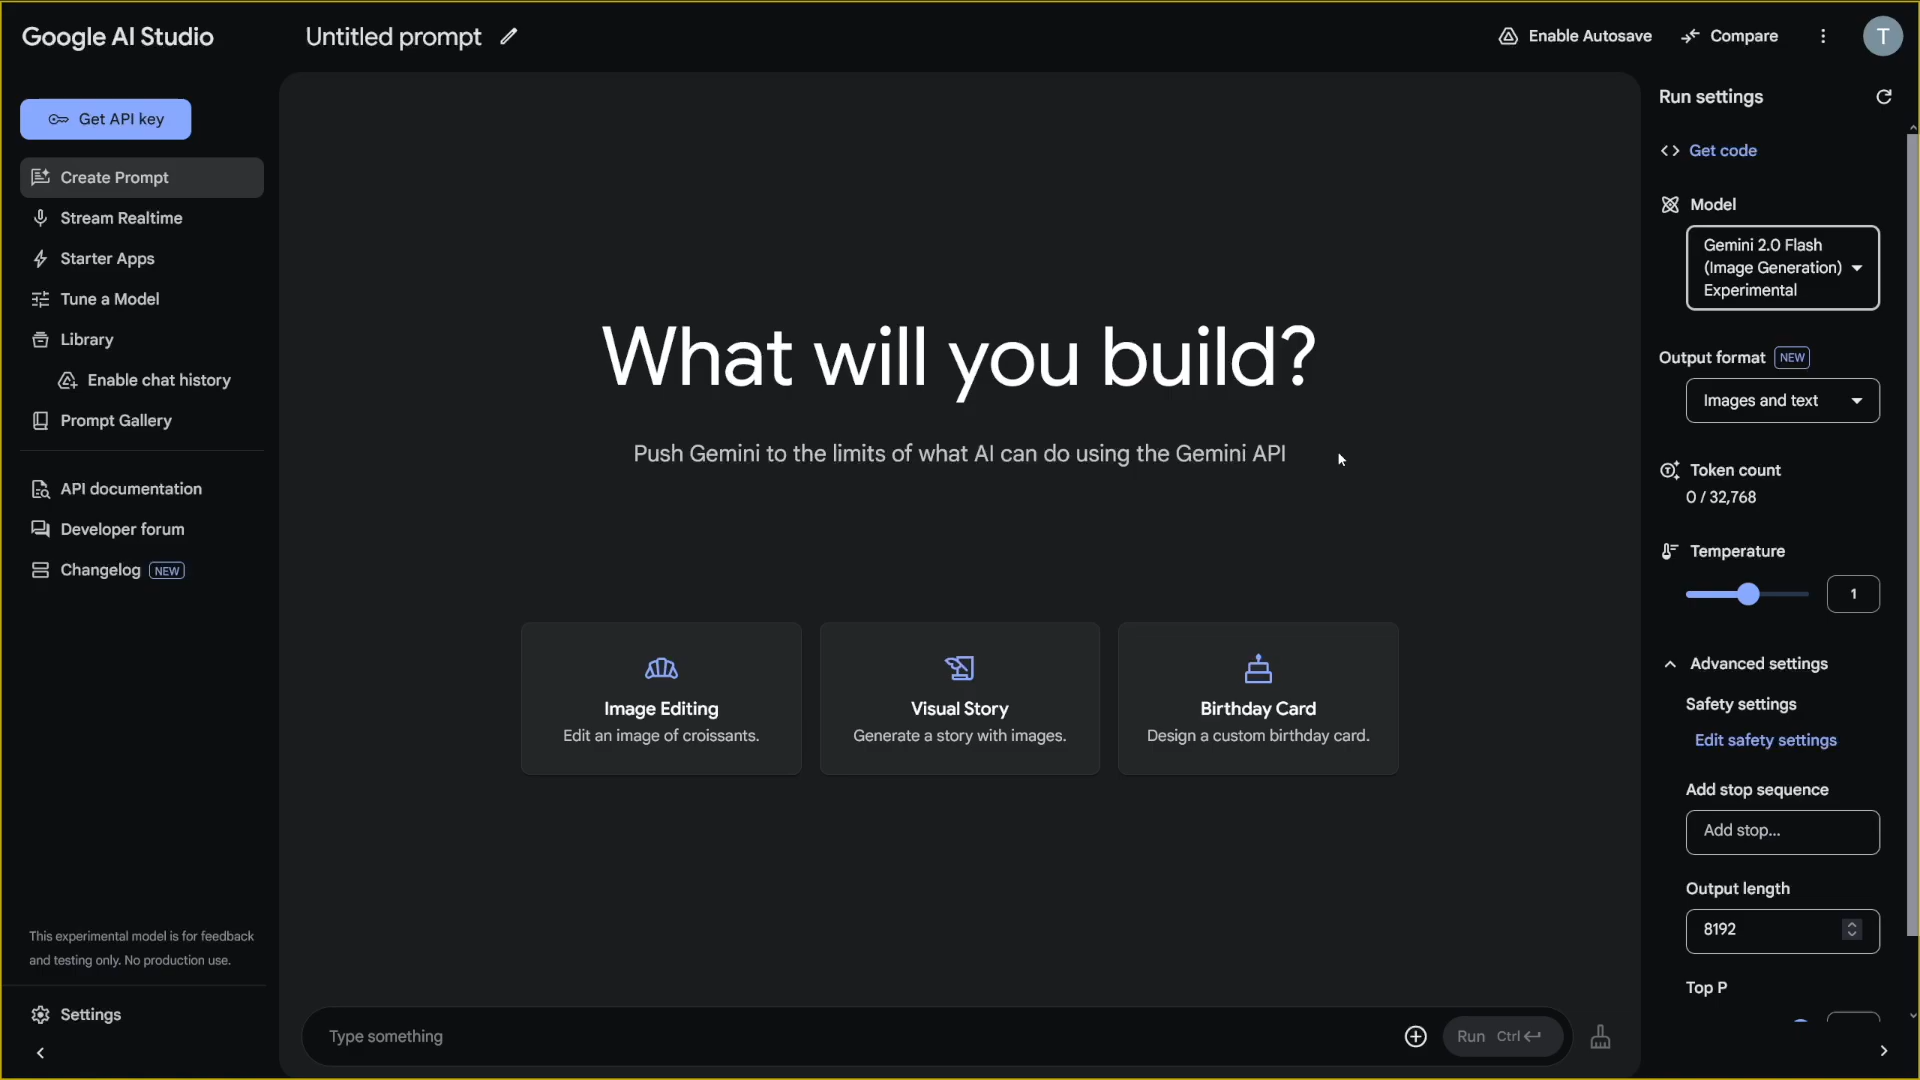 Google AI Studio
Untitled prompt
Enable Autosave
Compare
T
Get API key
Create Prompt
Stream Realtime
Starter Apps
Tune a Model
Library
Enable chat history
Prompt Gallery
API documentation
Developer forum
Changelog NEW
This experimental model is for feedback
and testing only. No production use.
Settings
What will you build?
Push Gemini to the limits of what AI can do using the Gemini API
Image Editing
Edit an image of croissants.
Visual Story
Generate a story with images.
Birthday Card
Design a custom birthday card.
Type something
Run Ctrl
Run settings
Get code
Model
Gemini 2.0 Flash
(Image Generation)
Experimental
Output format NEW
Images and text
Token count
0 / 32,768
Temperature
1
Advanced settings
Safety settings
Edit safety settings
Add stop sequence
Add stop...
Output length
8192
Top P